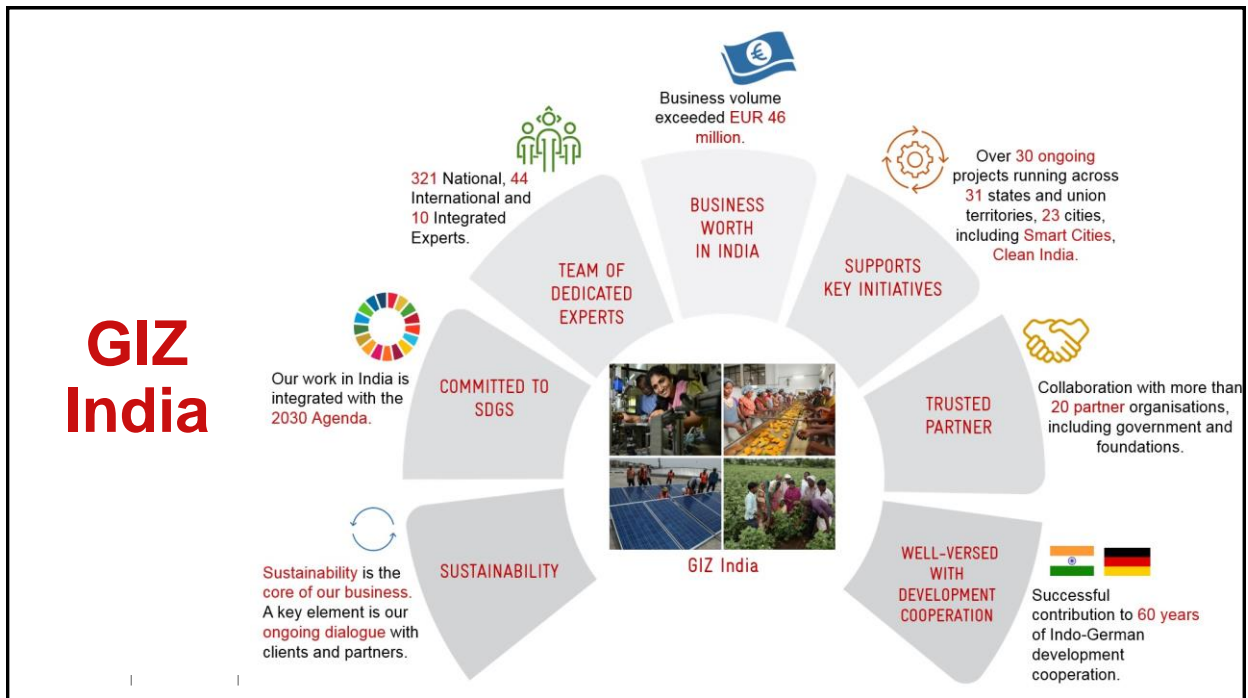 GIZ
India
Sustainability is the
core of our business.
A key element is our
ongoing dialogue with
clients and partners.
SUSTAINABILITY
Our work in India is
integrated with the
2030 Agenda.
COMMITTED TO
SDGS
321 National, 44
International and
10 Integrated
Experts.
TEAM OF
DEDICATED
EXPERTS
Business volume
exceeded EUR 46
million.
BUSINESS
WORTH
IN INDIA
Over 30 ongoing
projects running across
31 states and union
territories, 23 cities,
including Smart Cities,
Clean India.
SUPPORTS
KEY INITIATIVES
Collaboration with more than
20 partner organisations,
including government and
foundations.
TRUSTED
PARTNER
Successful
contribution to 60 years
of Indo-German
development
cooperation.
WELL-VERSED
WITH
DEVELOPMENT
COOPERATION
GIZ India